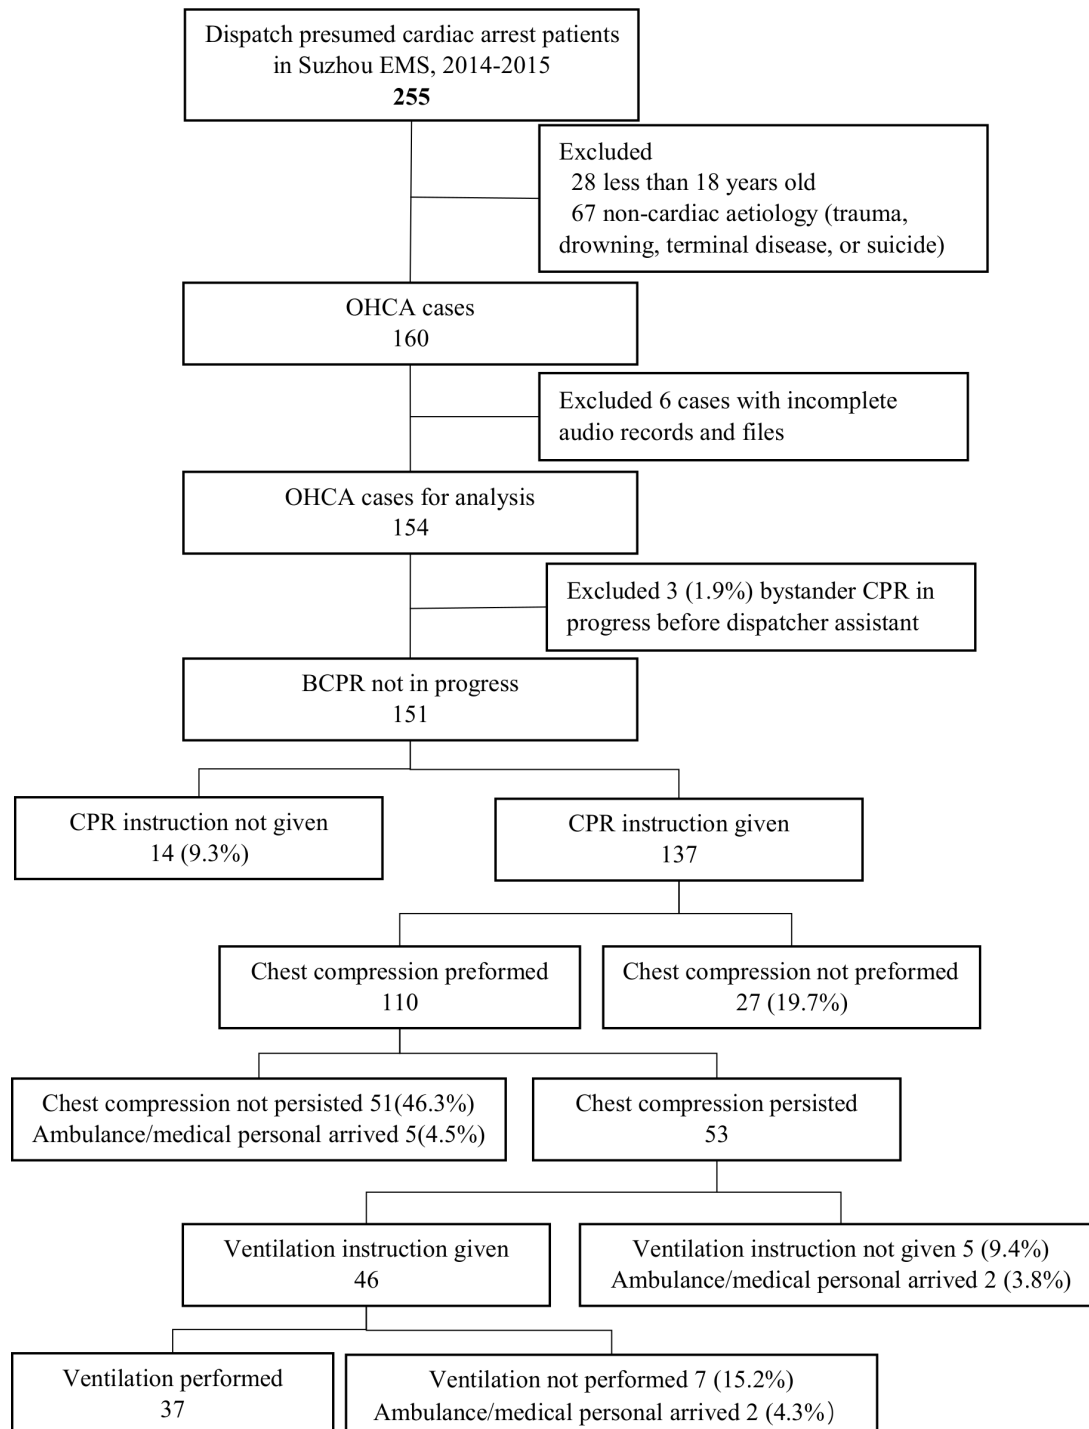 Dispatch presumed cardiac arrest patients
in Suzhou EMS, 2014-2015
255
Excluded
28 less than 18 years old
67 non-cardiac aetiology (trauma,
drowning, terminal disease, or suicide)
OHCA cases
160
Excluded 6 cases with incomplete
audio records and files
OHCA cases for analysis
154
Excluded 3 (1.9%) bystander CPR in
progress before dispatcher assistant
BCPR not in progress
151
CPR instruction not given
14 (9.3%)
CPR instruction given
137
Chest compression preformed
110
Chest compression not preformed
27 (19.7%)
Chest compression not persisted 51(46.3%)
Ambulance/medical personal arrived 5(4.5%)
Chest compression persisted
53
Ventilation instruction given
46
Ventilation instruction not given 5 (9.4%)
Ambulance/medical personal arrived 2 (3.8%)
Ventilation performed
37
Ventilation not performed 7 (15.2%)
Ambulance/medical personal arrived 2 (4.3%）